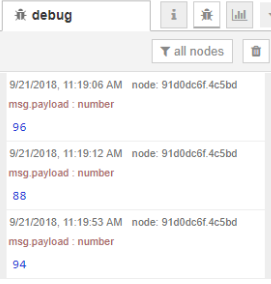 debug
i
all nodes
9/21/2018, 11:19:06 AM node: 91d0dc6f.4c5bd
msg.payload : number
96
9/21/2018, 11:19:12 AM node: 91d0dc6f.4c5bd
msg.payload : number
88
9/21/2018, 11:19:53 AM node: 91d0dc6f.4c5bd
msg.payload : number
94